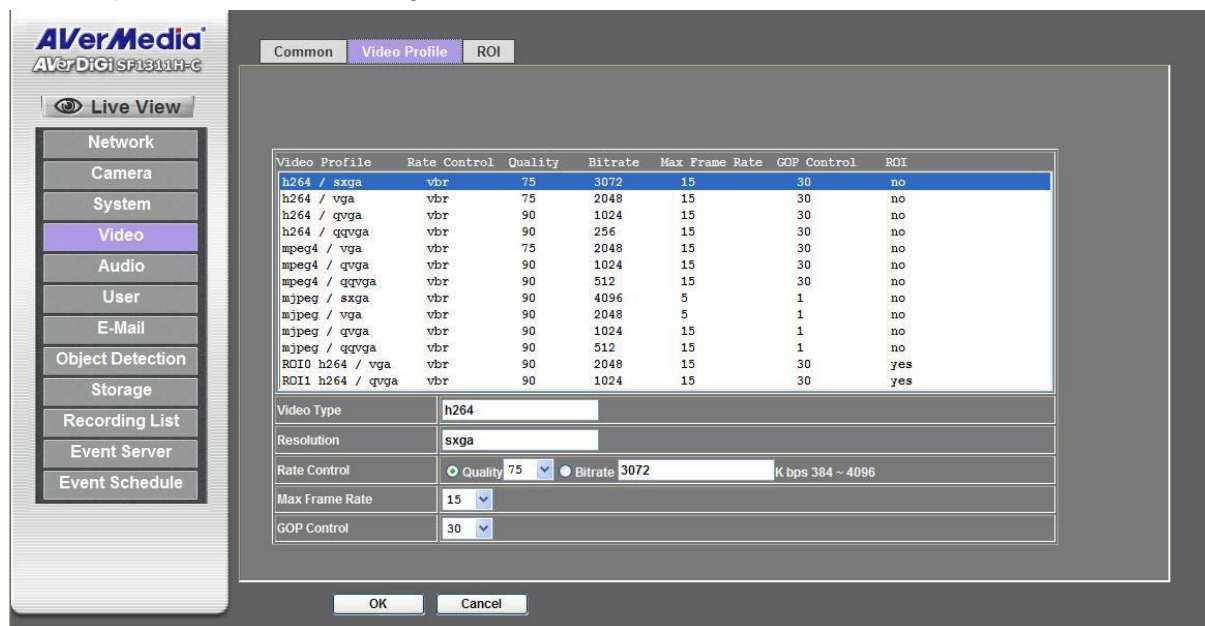 AVerMedia
AVerDiGi SF1311H-C
Live View
Network
Camera
System
Video
Audio
User
E-Mail
Object Detection
Storage
Recording List
Event Server
Event Schedule
Common Video Profile ROI
Video Profile Rate Control Quality Bitrate Max Frame Rate GOP Control ROI
h264 / sxga vbr 75 3072 15 30 no
h264 / vga vbr 75 2048 15 30 no
h264 / qvga vbr 90 1024 15 30 no
h264 / qqvga vbr 90 256 15 30 no
mpeg4 / vga vbr 75 2048 15 30 no
mpeg4 / qvga vbr 90 1024 15 30 no
mpeg4 / qqvga vbr 90 512 15 30 no
mjpeg / sxga vbr 90 4096 5 1 no
mjpeg / vga vbr 90 2048 5 1 no
mjpeg / qvga vbr 90 1024 15 1 no
mjpeg / qqvga vbr 90 512 15 1 no
ROI0 h264 / vga vbr 90 2048 15 30 yes
ROI1 h264 / qvga vbr 90 1024 15 30 yes
Video Type h264
Resolution sxga
Rate Control Quality 75 Bitrate 3072 K bps 384 ~ 4096
Max Frame Rate 15
GOP Control 30
OK Cancel